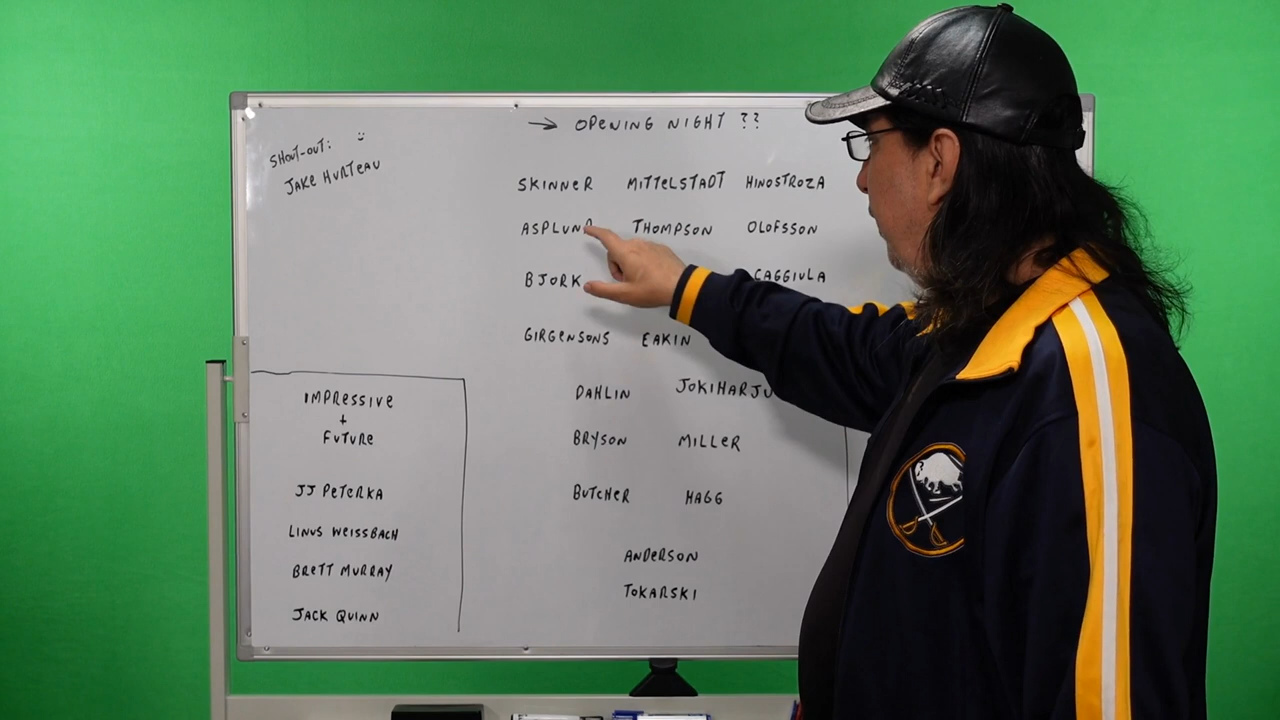 → OPENING NIGHT ??
SHOUT-OUT:
JAKE HURTEAU
SKINNER MITTELSTADT HINOSTROZA
ASPLUND THOMPSON OLOFSSON
BJORK CAGGIULA
GIRGENSONS EAKIN
DAHLIN JOKIHARJU
BRYSON MILLER
BUTCHER HAGG
ANDERSON
TOKARSKI
IMPRESSIVE
+
FUTURE
JJ PETERKA
LINUS WEISSBACH
BRETT MURRAY
JACK QUINN